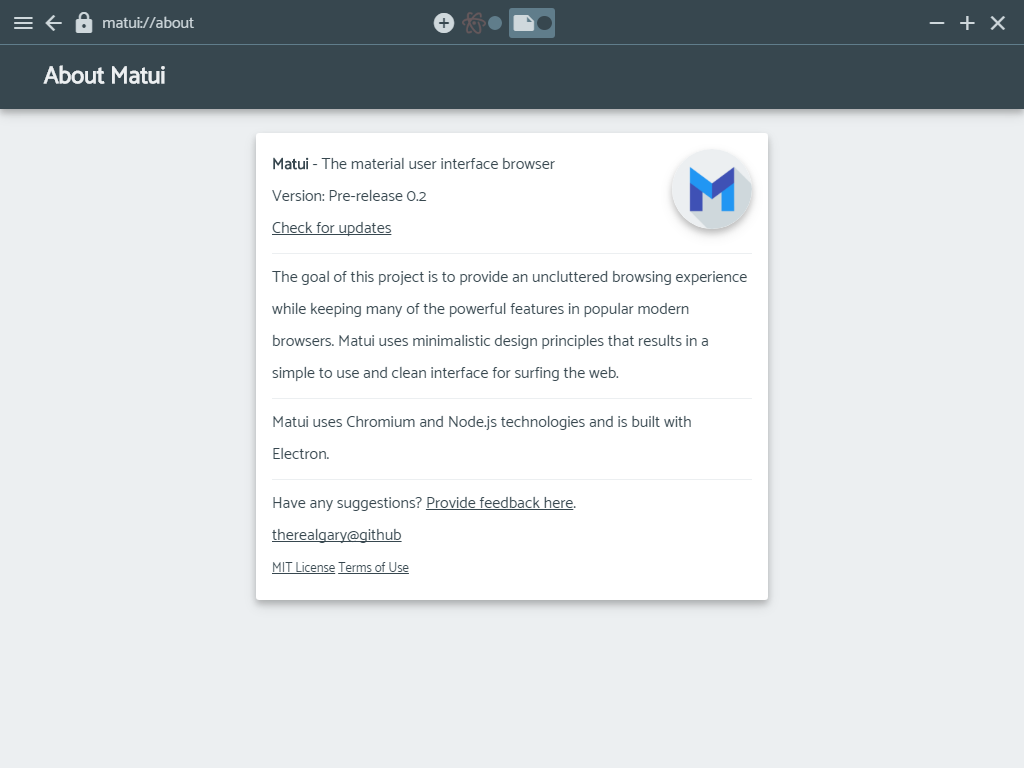 matui://about
About Matui
Matui - The material user interface browser
Version: Pre-release 0.2
Check for updates
The goal of this project is to provide an uncluttered browsing experience
while keeping many of the powerful features in popular modern
browsers. Matui uses minimalistic design principles that results in a
simple to use and clean interface for surfing the web.
Matui uses Chromium and Node.js technologies and is built with
Electron.
Have any suggestions? Provide feedback here.
therealgary@github
MIT License Terms of Use